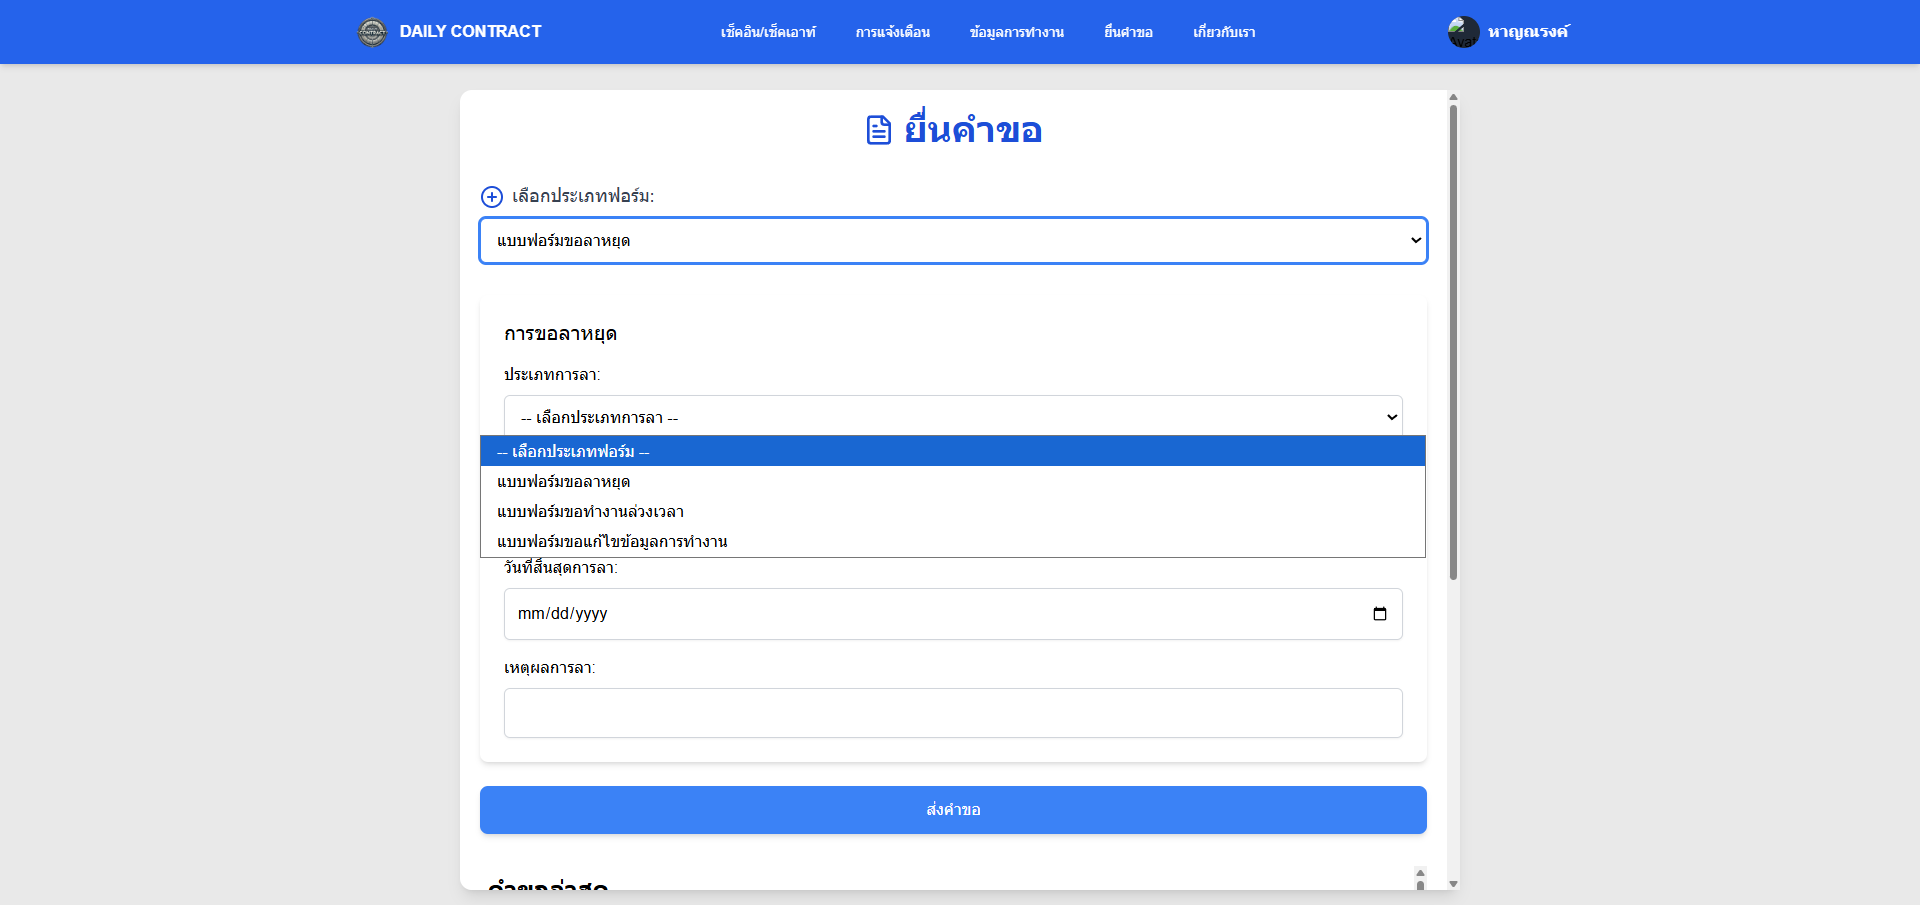 DAILY CONTRACT
เช็คอิน/เช็คเอาท์
การแจ้งเตือน
ข้อมูลการทำงาน
ยื่นคำขอ
เกี่ยวกับเรา
หาญณรงค์
ยื่นคำขอ
เลือกประเภทฟอร์ม:
แบบฟอร์มขอลาหยุด
การขอลาหยุด
ประเภทการลา:
-- เลือกประเภทการลา --
-- เลือกประเภทฟอร์ม --
แบบฟอร์มขอลาหยุด
แบบฟอร์มขอทำงานล่วงเวลา
แบบฟอร์มขอแก้ไขข้อมูลการทำงาน
วันที่สิ้นสุดการลา:
mm/dd/yyyy
เหตุผลการลา:
ส่งคำขอ
คำขอล่าสุด